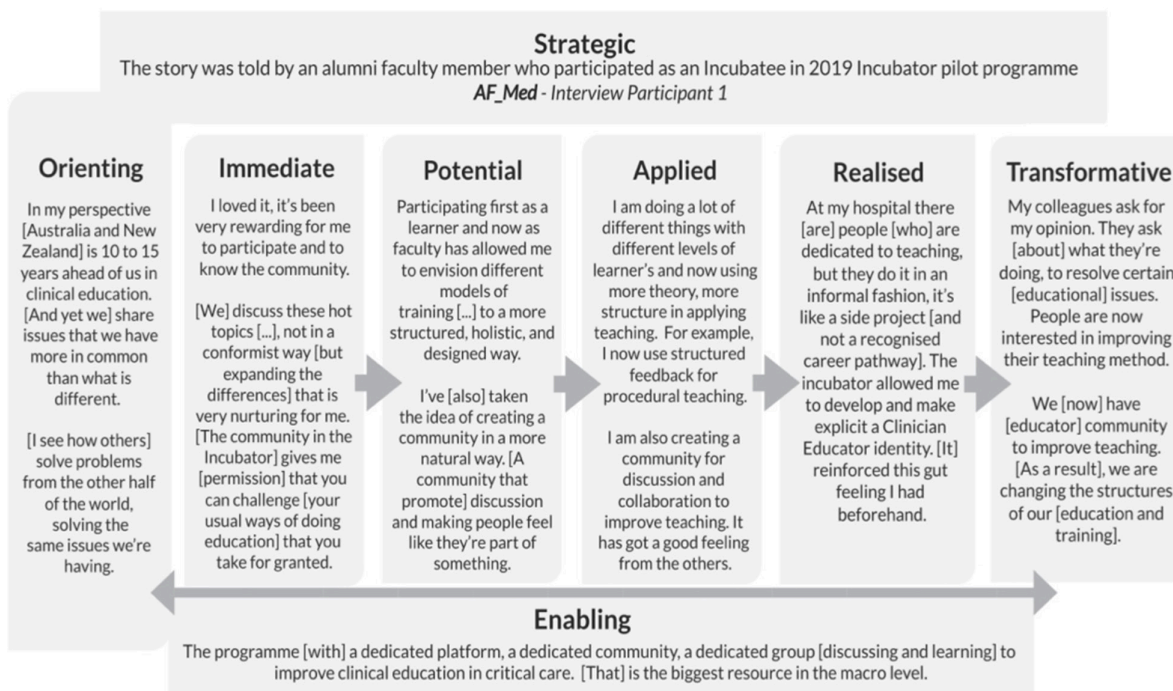 Strategic
The story was told by an alumni faculty member who participated as an Incubatee in 2019 Incubator pilot programme
AF_Med - Interview Participant 1
Orienting
In my perspective
[Australia and New
Zealand] is 10 to 15
years ahead of us in
clinical education.
[And yet we] share
issues that we have
more in common
than what is
different.
[I see how others]
solve problems
from the other half
of the world,
solving the
same issues we're
having.
Immediate
I loved it, it's been
very rewarding for me
to participate and to
know the community.
[We] discuss these hot
topics [...], not in a
conformist way [but
expanding the
differences] that is
very nurturing for me.
[The community in the
Incubator] gives me
[permission] that you
can challenge [your
usual ways of doing
education] that you
take for granted.
Potential
Participating first as a
learner and now as
faculty has allowed me
to envision different
models of
training [...] to a more
structured, holistic, and
designed way.
I've [also] taken
the idea of creating a
community in a more
natural way. [A
community that
promote] discussion
and making people feel
like they're part of
something.
Applied
I am doing a lot of
different things with
different levels of
learner's and now using
more theory, more
structure in applying
teaching. For example,
I now use structured
feedback for
procedural teaching.
I am also creating a
community for
discussion and
collaboration to
improve teaching. It
has got a good feeling
from the others.
Realised
At my hospital there
[are] people [who] are
dedicated to teaching,
but they do it in an
informal fashion, it's
like a side project [and
not a recognised
career pathway]. The
incubator allowed me
to develop and make
explicit a Clinician
Educator identity. [It]
reinforced this gut
feeling I had
beforehand.
Transformative
My colleagues ask for
my opinion. They ask
[about] what they're
doing, to resolve certain
[educational] issues.
People are now
interested in improving
their teaching method.
We [now] have
[educator] community
to improve teaching.
[As a result], we are
changing the structures
of our [education and
training].
Enabling
The programme [with] a dedicated platform, a dedicated community, a dedicated group [discussing and learning] to
improve clinical education in critical care. [That] is the biggest resource in the macro level.